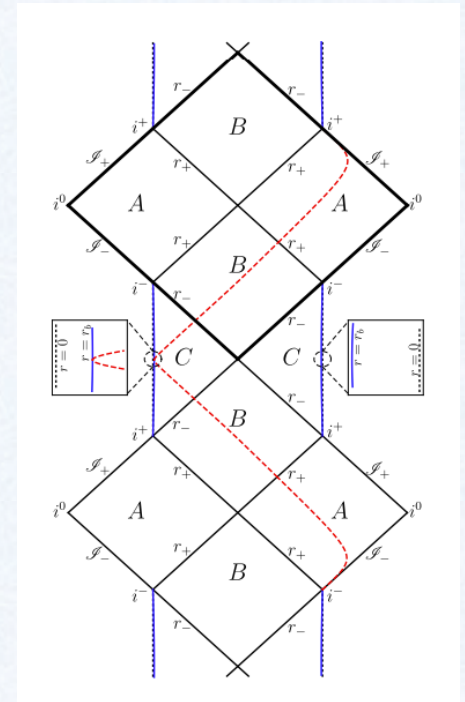 r₋ r₋
i⁺ B i⁺
ℐ₊ r₊ r₊ ℐ₊
i⁰ A A i⁰
ℐ₋ r₊ r₊ ℐ₋
B
i⁻ i⁻
r₋
r₋
r = 0
r = r_b
C
C
r = r_b
r = 0
r₋
r₋ B
i⁺ i⁺
ℐ₊ r₊ r₊ ℐ₊
i⁰ A A i⁰
ℐ₋ r₊ r₊ ℐ₋
B
i⁻ i⁻
r₋ r₋